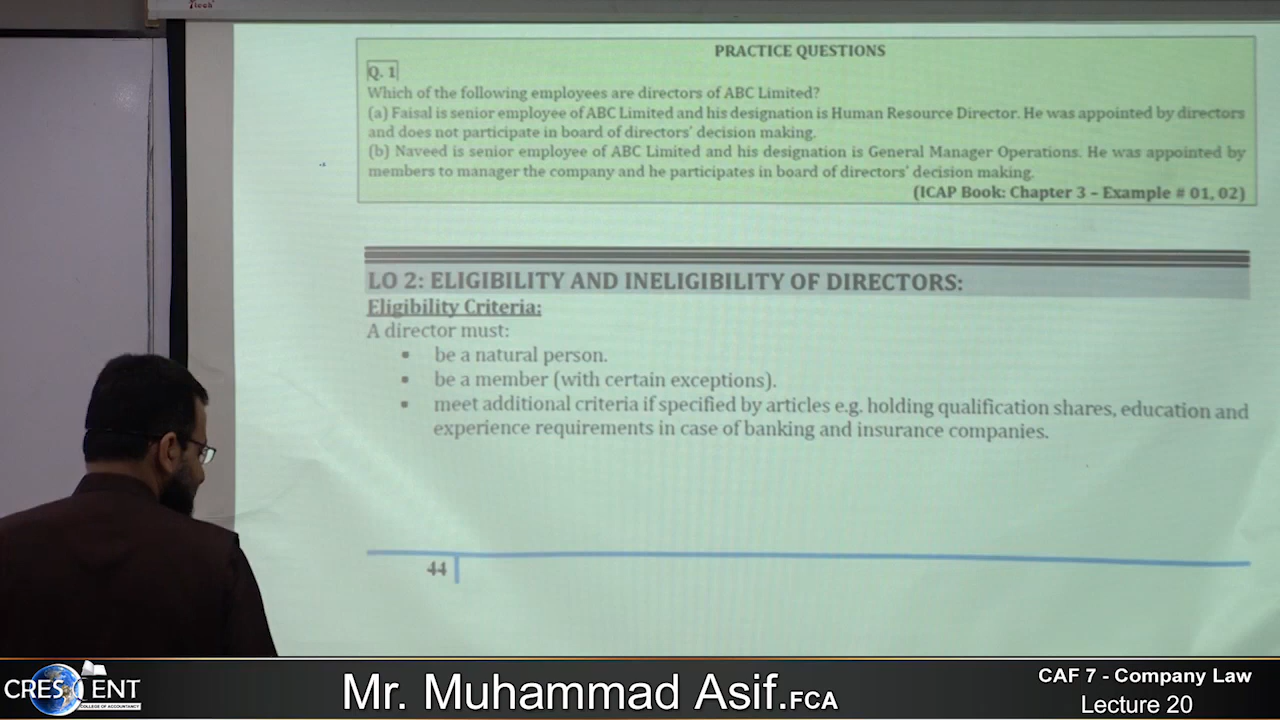 Tech
PRACTICE QUESTIONS
Q. 1
Which of the following employees are directors of ABC Limited?
(a) Faisal is senior employee of ABC Limited and his designation is Human Resource Director. He was appointed by directors
and does not participate in board of directors' decision making.
(b) Naveed is senior employee of ABC Limited and his designation is General Manager Operations. He was appointed by
members to manager the company and he participates in board of directors' decision making.
(ICAP Book: Chapter 3 – Example # 01, 02)
LO 2: ELIGIBILITY AND INELIGIBILITY OF DIRECTORS:
Eligibility Criteria:
A director must:
▪ be a natural person.
▪ be a member (with certain exceptions).
▪ meet additional criteria if specified by articles e.g. holding qualification shares, education and
experience requirements in case of banking and insurance companies.
44
CRESCENT
COLLEGE OF ACCOUNTANCY
Mr. Muhammad Asif.FCA
CAF 7 - Company Law
Lecture 20